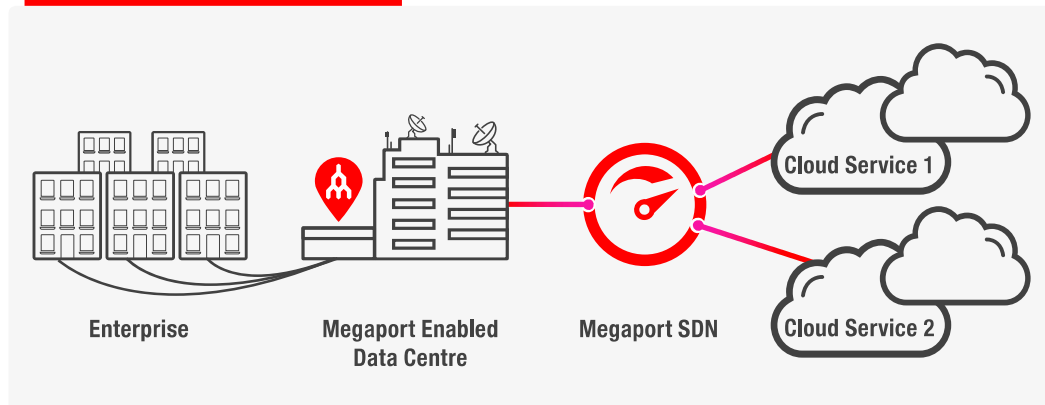 Cloud Service 1
Enterprise
Megaport Enabled
Data Centre
Megaport SDN
Cloud Service 2